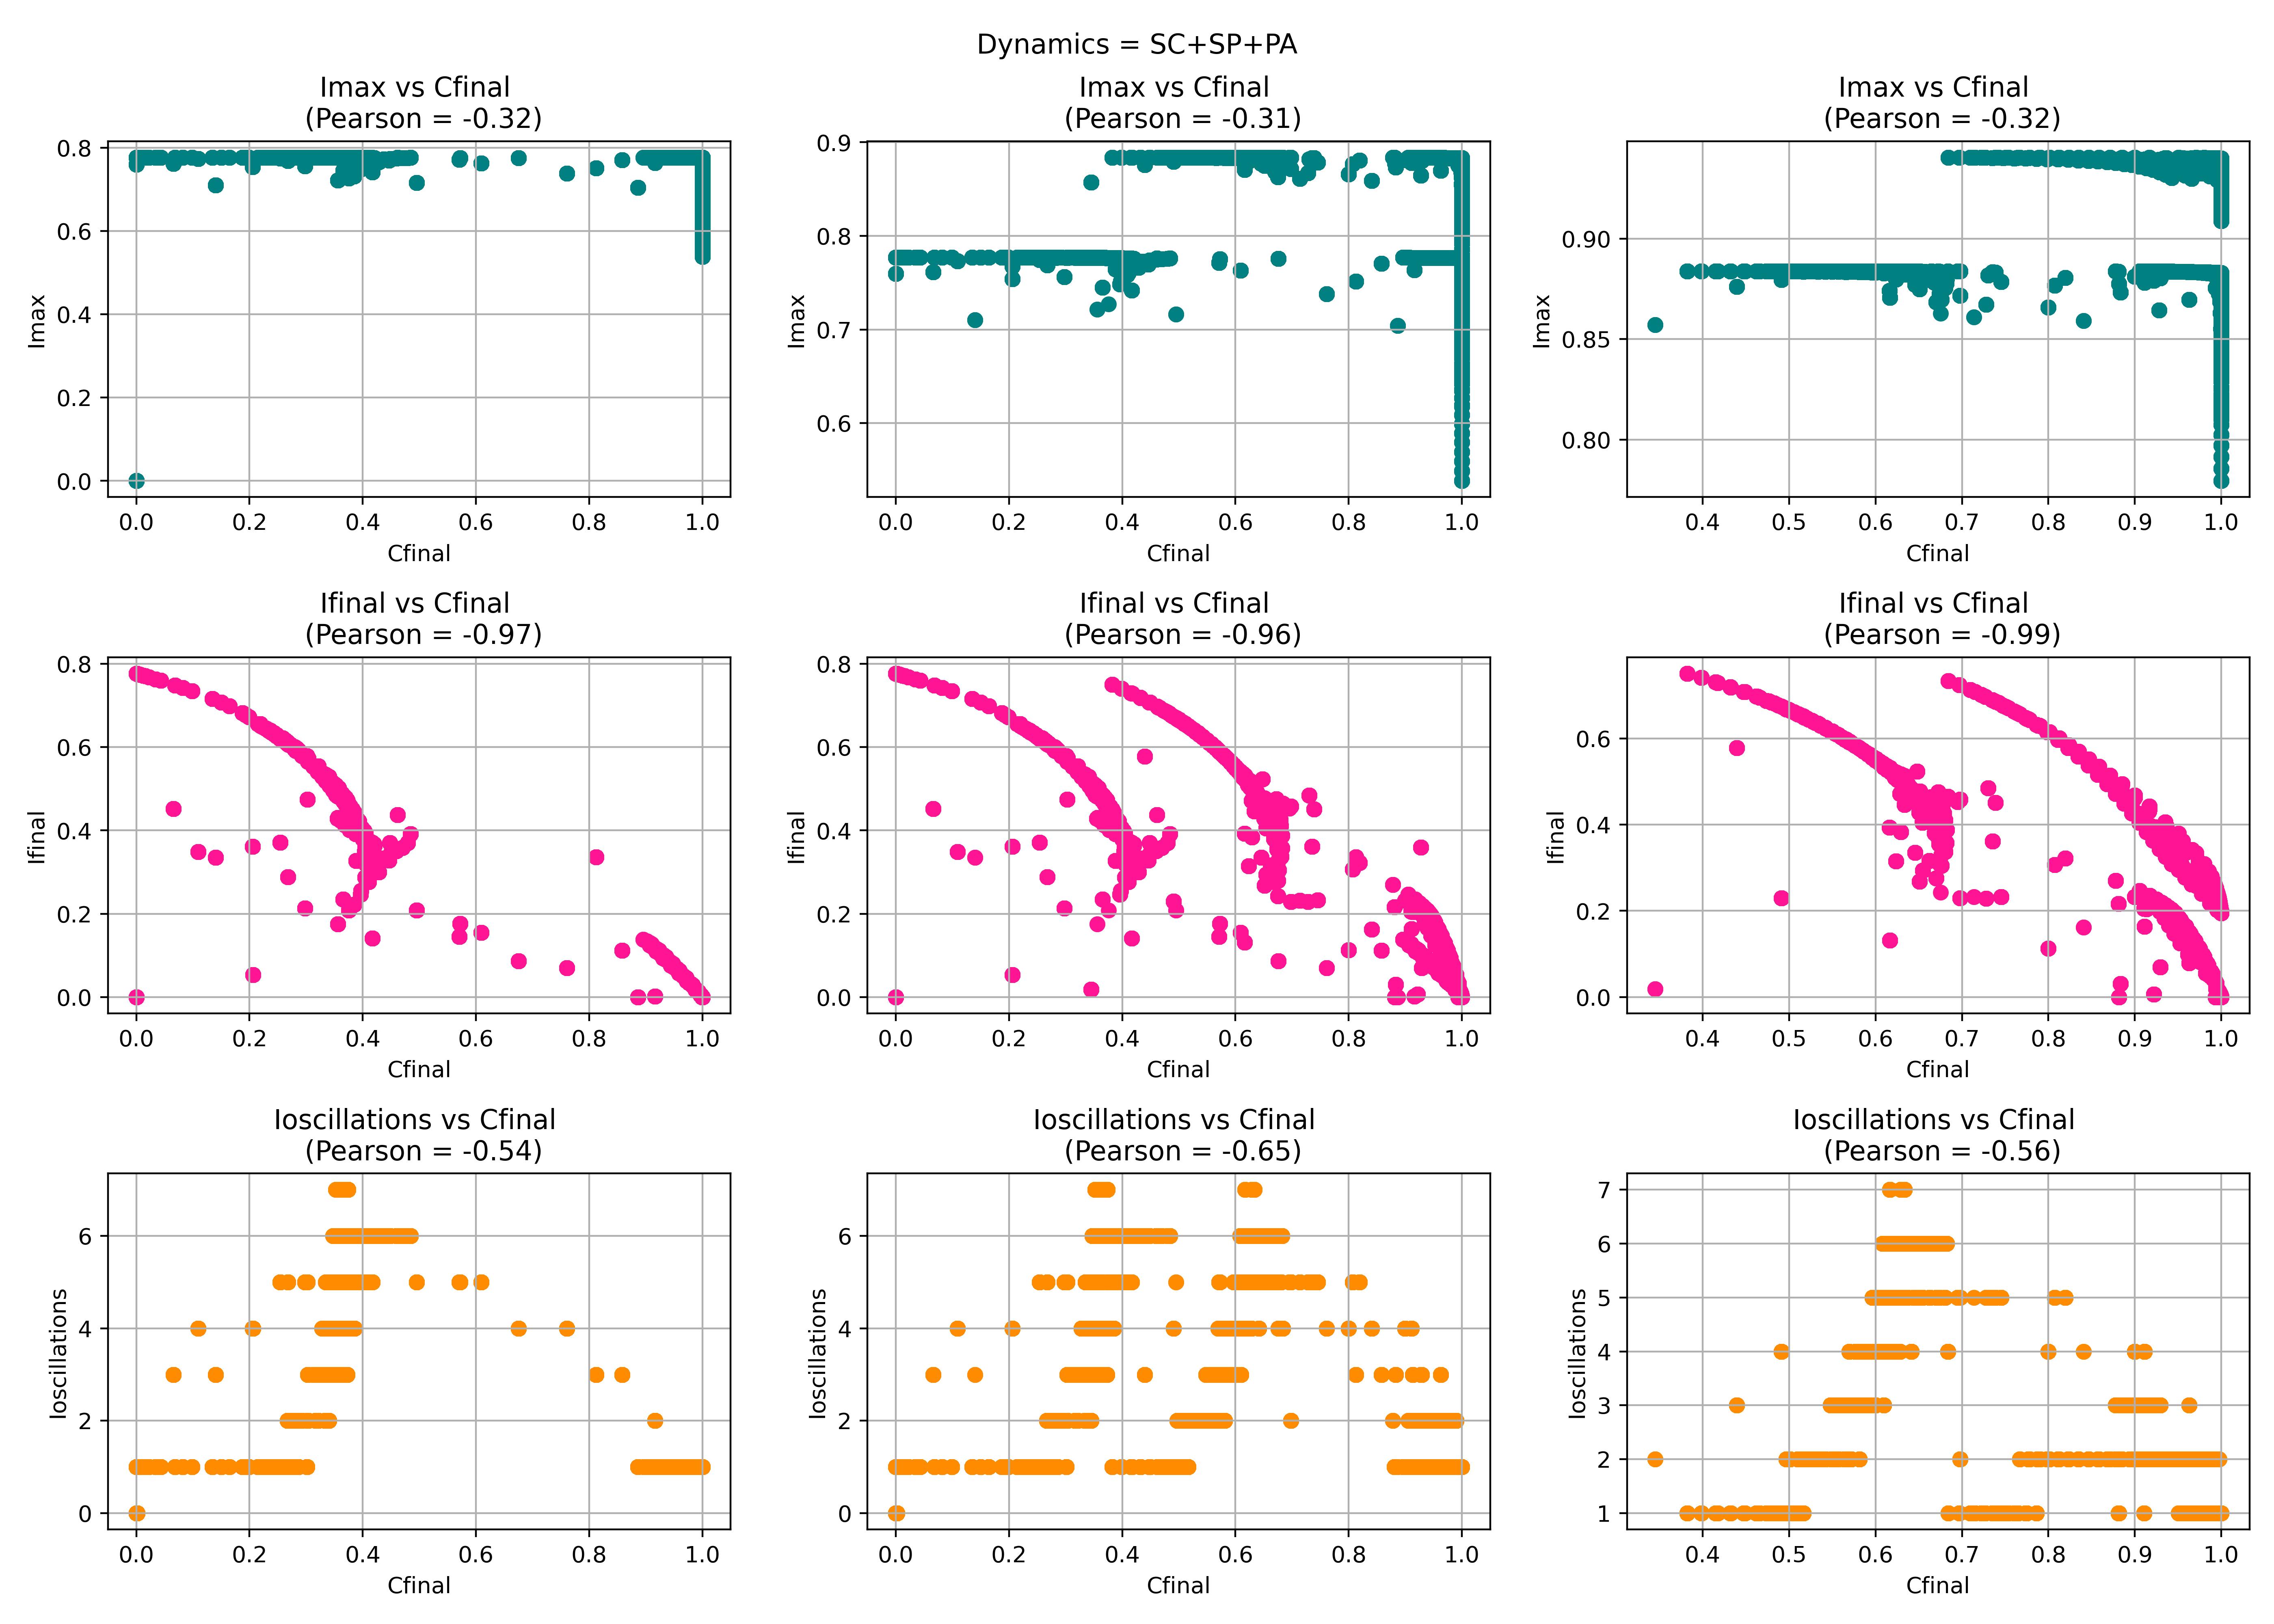 Dynamics = SC+SP+PA
Imax vs Cfinal
(Pearson = -0.32)
0.8
0.6
0.4
0.2
0.0
Imax
0.0 0.2 0.4 0.6 0.8 1.0
Cfinal
Imax vs Cfinal
(Pearson = -0.31)
0.9
0.8
0.7
0.6
Imax
0.0 0.2 0.4 0.6 0.8 1.0
Cfinal
Imax vs Cfinal
(Pearson = -0.32)
0.90
0.85
0.80
Imax
0.4 0.5 0.6 0.7 0.8 0.9 1.0
Cfinal
Ifinal vs Cfinal
(Pearson = -0.97)
0.8
0.6
0.4
0.2
0.0
Ifinal
0.0 0.2 0.4 0.6 0.8 1.0
Cfinal
Ifinal vs Cfinal
(Pearson = -0.96)
0.8
0.6
0.4
0.2
0.0
Ifinal
0.0 0.2 0.4 0.6 0.8 1.0
Cfinal
Ifinal vs Cfinal
(Pearson = -0.99)
0.6
0.4
0.2
0.0
Ifinal
0.4 0.5 0.6 0.7 0.8 0.9 1.0
Cfinal
Ioscillations vs Cfinal
(Pearson = -0.54)
6
4
2
0
Ioscillations
0.0 0.2 0.4 0.6 0.8 1.0
Cfinal
Ioscillations vs Cfinal
(Pearson = -0.65)
6
4
2
0
Ioscillations
0.0 0.2 0.4 0.6 0.8 1.0
Cfinal
Ioscillations vs Cfinal
(Pearson = -0.56)
7
6
5
4
3
2
1
Ioscillations
0.4 0.5 0.6 0.7 0.8 0.9 1.0
Cfinal